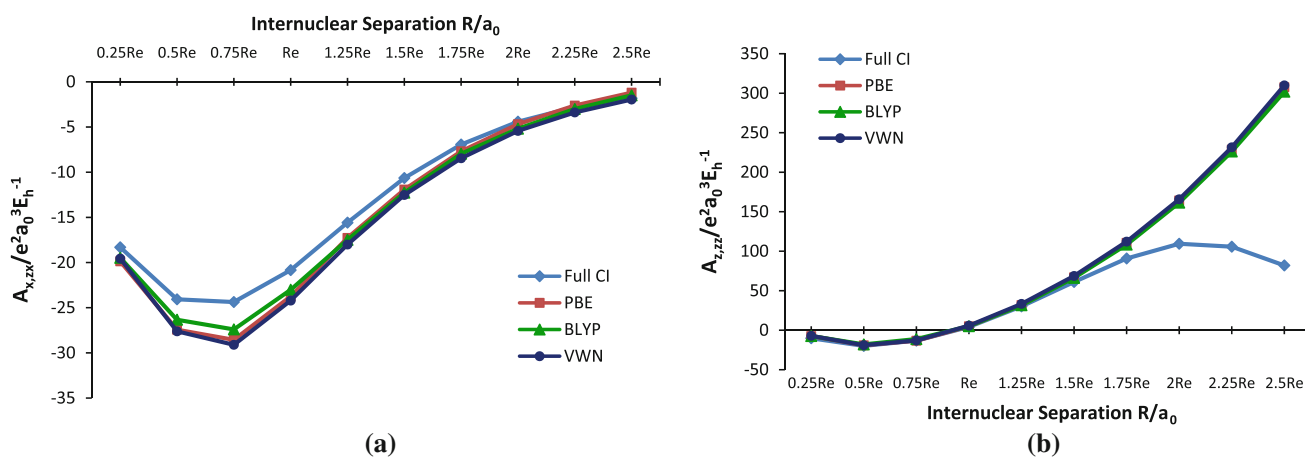 Internuclear Separation R/a0
0.25Re 0.5Re 0.75Re Re 1.25Re 1.5Re 1.75Re 2Re 2.25Re 2.5Re
0
-5
-10
-15
-20
-25
-30
-35
Ax,zx/e²a0³Eh⁻¹
Full CI
PBE
BLYP
VWN
(a)
350
300
250
200
150
100
50
0
-50
Az,zz/e²a0³Eh⁻¹
Full CI
PBE
BLYP
VWN
0.25Re 0.5Re 0.75Re Re 1.25Re 1.5Re 1.75Re 2Re 2.25Re 2.5Re
Internuclear Separation R/a0
(b)